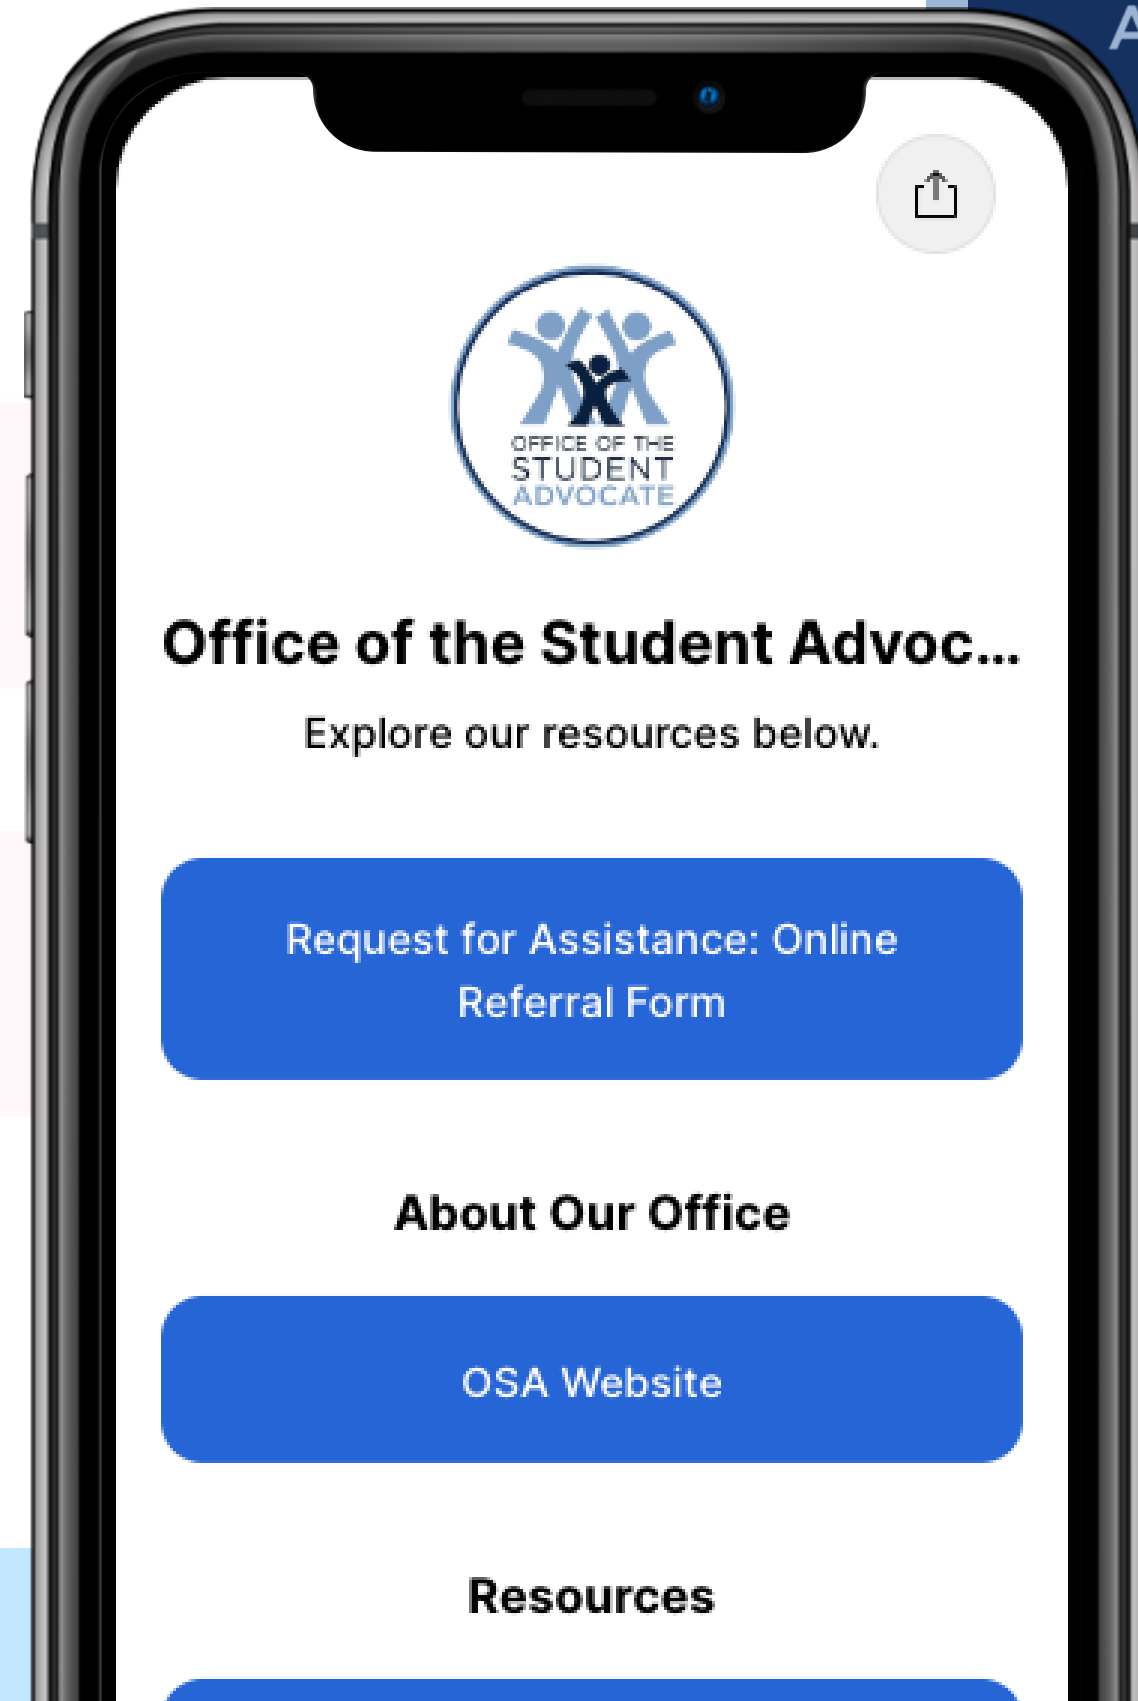 A
OFFICE OF THE
STUDENT
ADVOCATE
Office of the Student Advoc...
Explore our resources below.
Request for Assistance: Online
Referral Form
About Our Office
OSA Website
Resources